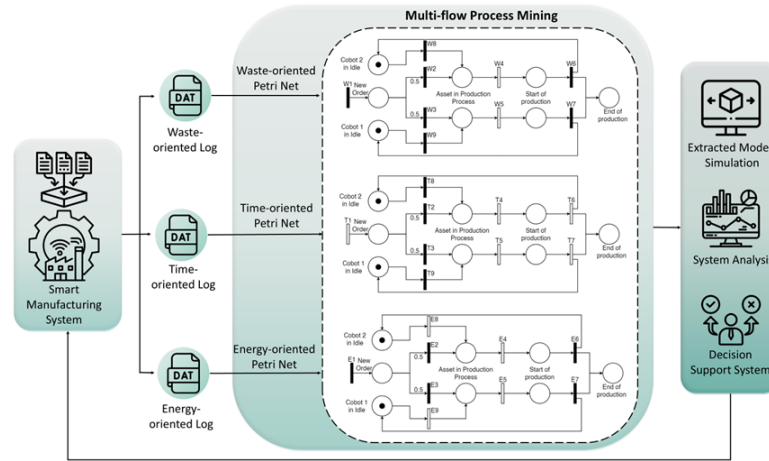 Multi-flow Process Mining
Smart
Manufacturing
System
DAT
Waste-
oriented Log
DAT
Time-
oriented Log
DAT
Energy-
oriented Log
Waste-oriented
Petri Net
Time-oriented
Petri Net
Energy-oriented
Petri Net
Cobot 2
in Idle
W8
W1
New
Order
0.5
W2
Asset in Production
Process
W4
Start of
production
W6
0.5
W3
W5
W7
End of
production
Cobot 1
in Idle
W9
Cobot 2
in Idle
T8
T1
New
Order
0.5
T2
Asset in Production
Process
T4
Start of
production
T6
0.5
T3
T5
T7
End of
production
Cobot 1
in Idle
T9
Cobot 2
in Idle
E8
E1
New
Order
0.5
E2
Asset in Production
Process
E4
Start of
production
E6
0.5
E3
E5
E7
End of
production
Cobot 1
in Idle
E9
Extracted Model
Simulation
System Analysis
Decision
Support System